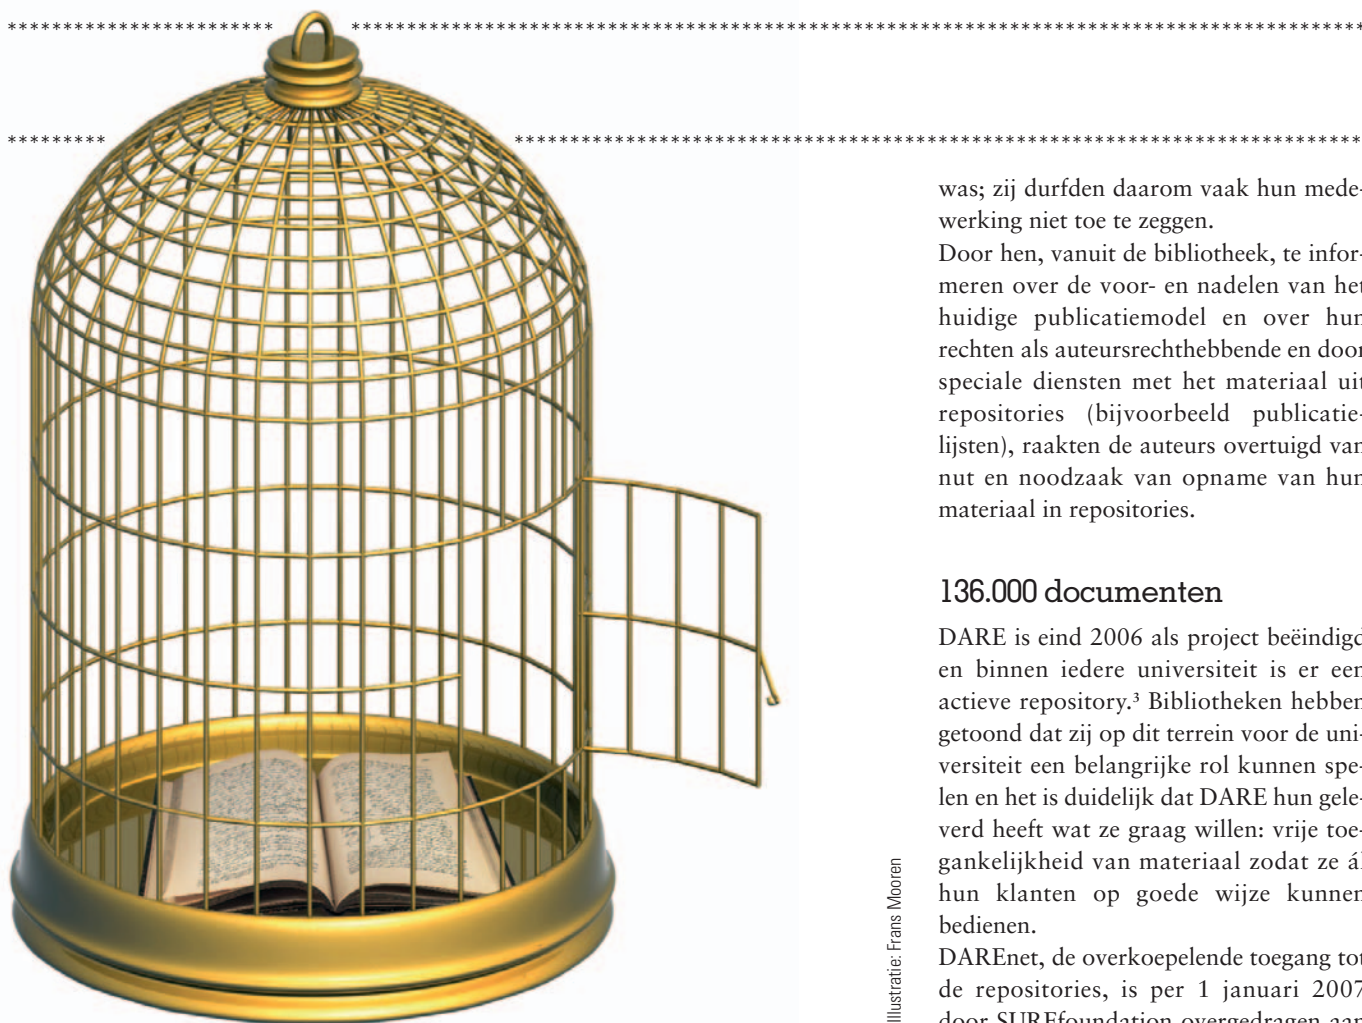 was; zij durfden daarom vaak hun mede-
werking niet toe te zeggen.
Door hen, vanuit de bibliotheek, te infor-
meren over de voor- en nadelen van het
huidige publicatiemodel en over hun
rechten als auteursrechthebbende en door
speciale diensten met het materiaal uit
repositories (bijvoorbeeld publicatie-
lijsten), raakten de auteurs overtuigd van
nut en noodzaak van opname van hun
materiaal in repositories.
136.000 documenten
DARE is eind 2006 als project beëindigd
en binnen iedere universiteit is er een
actieve repository.³ Bibliotheken hebben
getoond dat zij op dit terrein voor de uni-
versiteit een belangrijke rol kunnen spe-
len en het is duidelijk dat DARE hun gele-
verd heeft wat ze graag willen: vrije toe-
gankelijkheid van materiaal zodat ze ál
hun klanten op goede wijze kunnen
bedienen.
DAREnet, de overkoepelende toegang tot
de repositories, is per 1 januari 2007
door SURFfoundation overgedragen aan
Illustratie: Frans Mooren